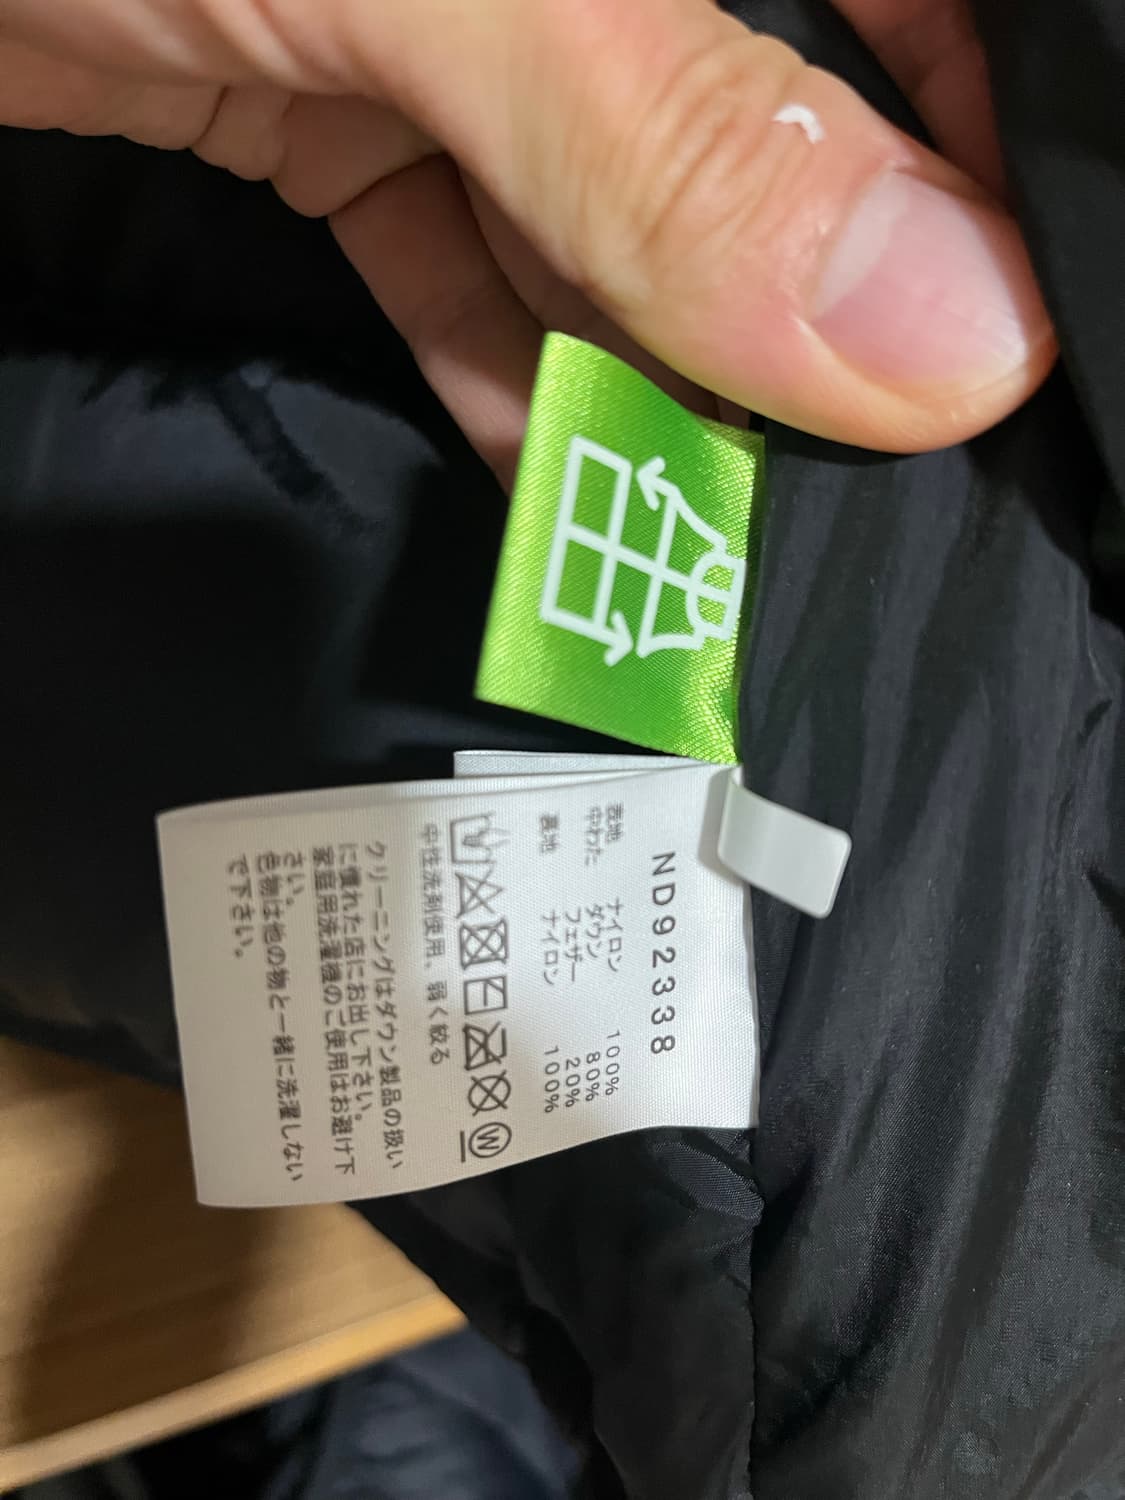 ND92338
表地 ナイロン 100%
中わた ダウン 80%
フェザー 20%
裏地 ナイロン 100%
W
中性洗剤使用、弱く絞る
クリーニングはダウン製品の扱い
に慣れた店にお出し下さい。
家庭用洗濯機のご使用はお避け下
さい。
色物は他の物と一緒に洗濯しない
で下さい。